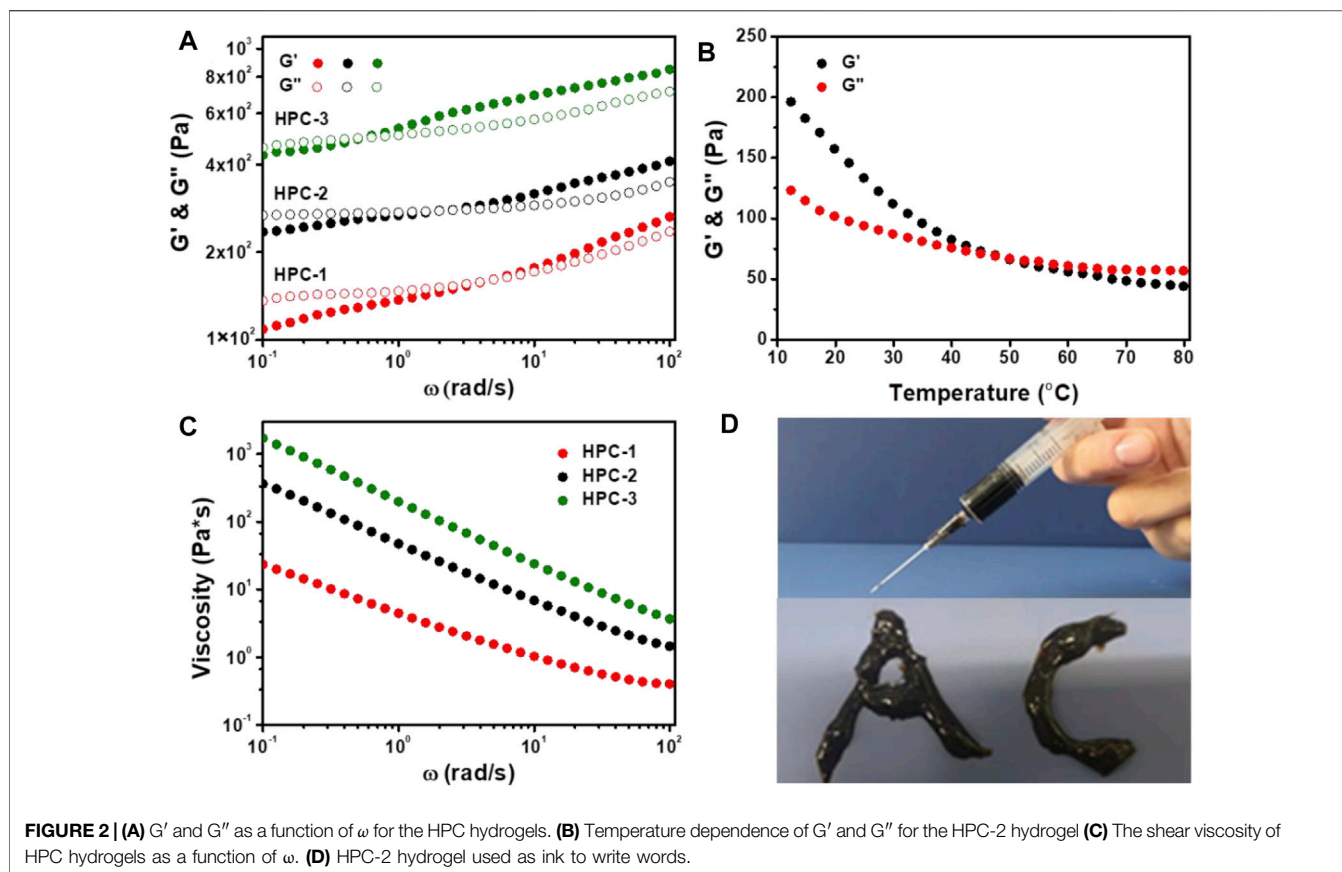 A
10³
8x10²
6x10²
4x10²
2x10²
1×10²
G' & G" (Pa)
G'
G"
HPC-3
HPC-2
HPC-1
10⁻¹ 10⁰ 10¹ 10² 
ω (rad/s)
B
250
200
150
100
50
0
G' & G" (Pa)
G'
G"
10 20 30 40 50 60 70 80
Temperature (°C)
C
10³
10²
10¹
10⁰
10⁻¹
Viscosity (Pa*s)
HPC-1
HPC-2
HPC-3
10⁻¹ 10⁰ 10¹ 10²
ω (rad/s)
D
A C
FIGURE 2 | (A) G′ and G″ as a function of ω for the HPC hydrogels. (B) Temperature dependence of G′ and G″ for the HPC-2 hydrogel (C) The shear viscosity of
HPC hydrogels as a function of ω. (D) HPC-2 hydrogel used as ink to write words.